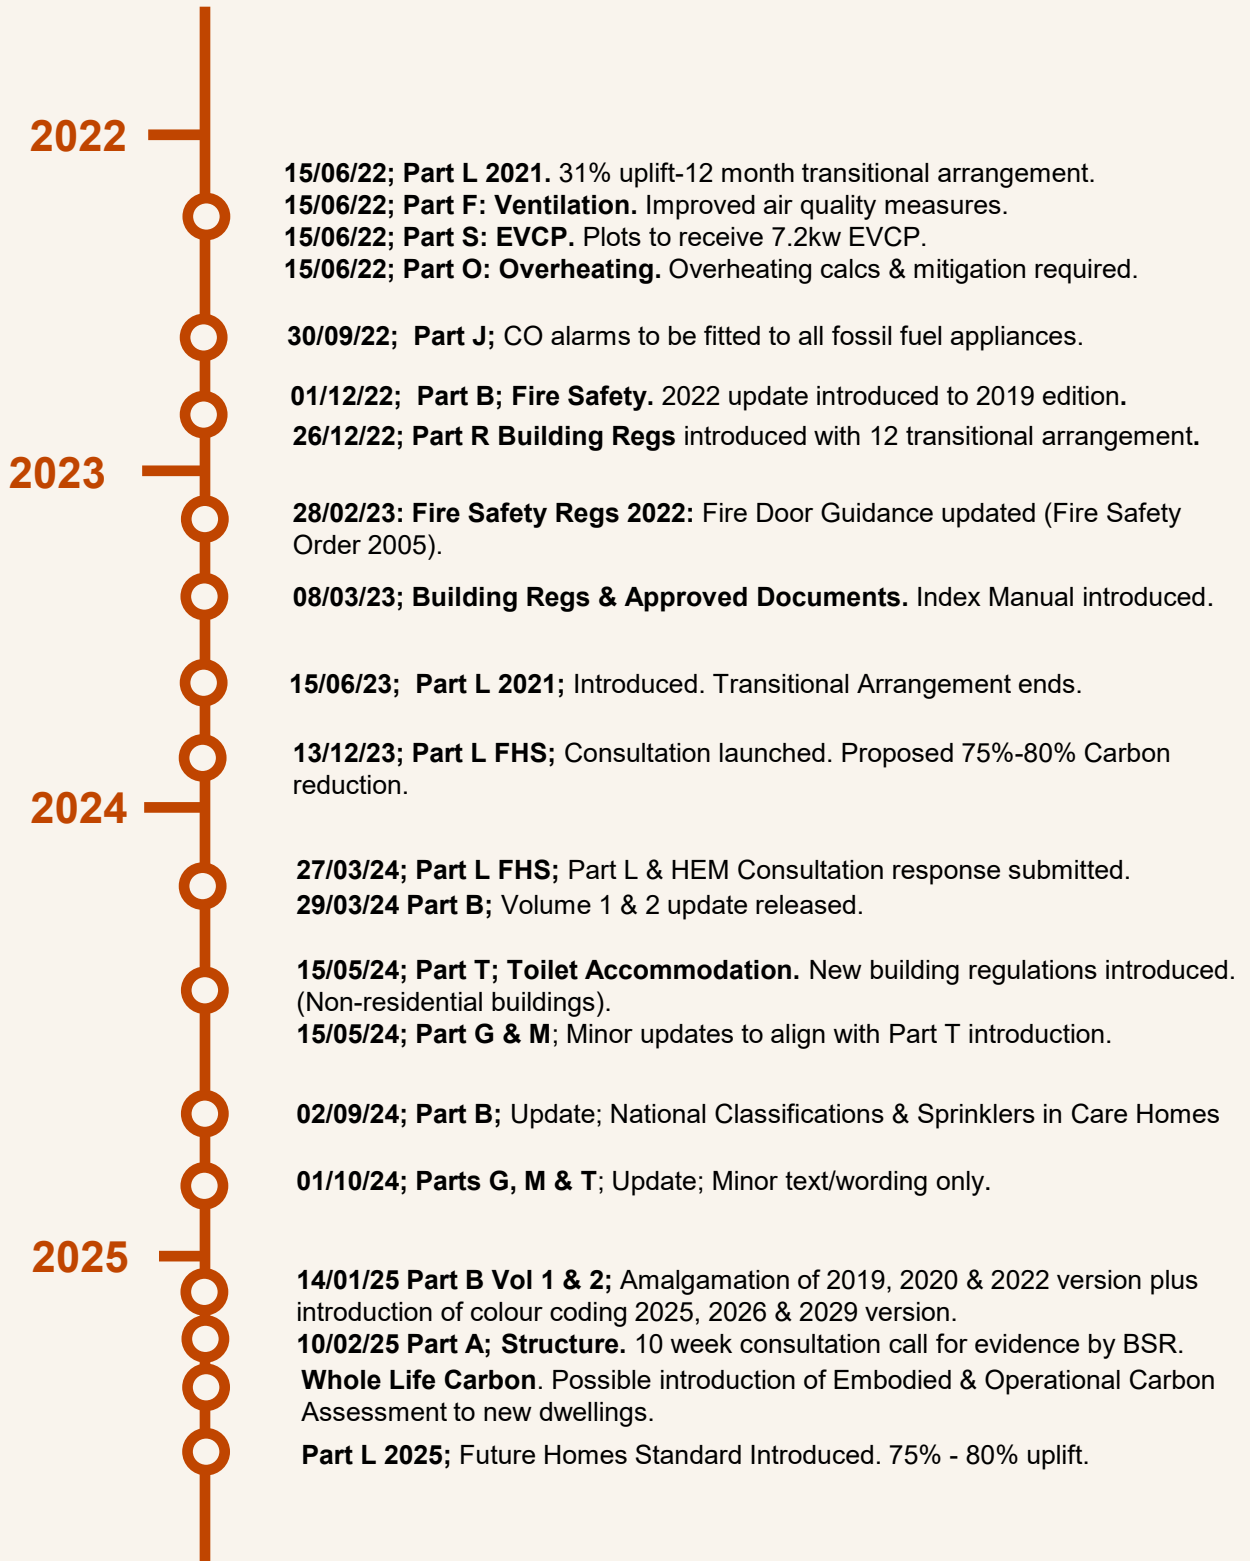 2022
15/06/22; Part L 2021. 31% uplift-12 month transitional arrangement.
15/06/22; Part F: Ventilation. Improved air quality measures.
15/06/22; Part S: EVCP. Plots to receive 7.2kw EVCP.
15/06/22; Part O: Overheating. Overheating calcs & mitigation required.
30/09/22;  Part J; CO alarms to be fitted to all fossil fuel appliances.
01/12/22;  Part B; Fire Safety. 2022 update introduced to 2019 edition.
26/12/22; Part R Building Regs introduced with 12 transitional arrangement.
2023
28/02/23: Fire Safety Regs 2022: Fire Door Guidance updated (Fire Safety
Order 2005).
08/03/23; Building Regs & Approved Documents. Index Manual introduced.
15/06/23;  Part L 2021; Introduced. Transitional Arrangement ends.
13/12/23; Part L FHS; Consultation launched. Proposed 75%-80% Carbon
reduction.
2024
27/03/24; Part L FHS; Part L & HEM Consultation response submitted.
29/03/24 Part B; Volume 1 & 2 update released.
15/05/24; Part T; Toilet Accommodation. New building regulations introduced.
(Non-residential buildings).
15/05/24; Part G & M; Minor updates to align with Part T introduction.
02/09/24; Part B; Update; National Classifications & Sprinklers in Care Homes
01/10/24; Parts G, M & T; Update; Minor text/wording only.
2025
14/01/25 Part B Vol 1 & 2; Amalgamation of 2019, 2020 & 2022 version plus
introduction of colour coding 2025, 2026 & 2029 version.
10/02/25 Part A; Structure. 10 week consultation call for evidence by BSR.
Whole Life Carbon. Possible introduction of Embodied & Operational Carbon
Assessment to new dwellings.
Part L 2025; Future Homes Standard Introduced. 75% - 80% uplift.